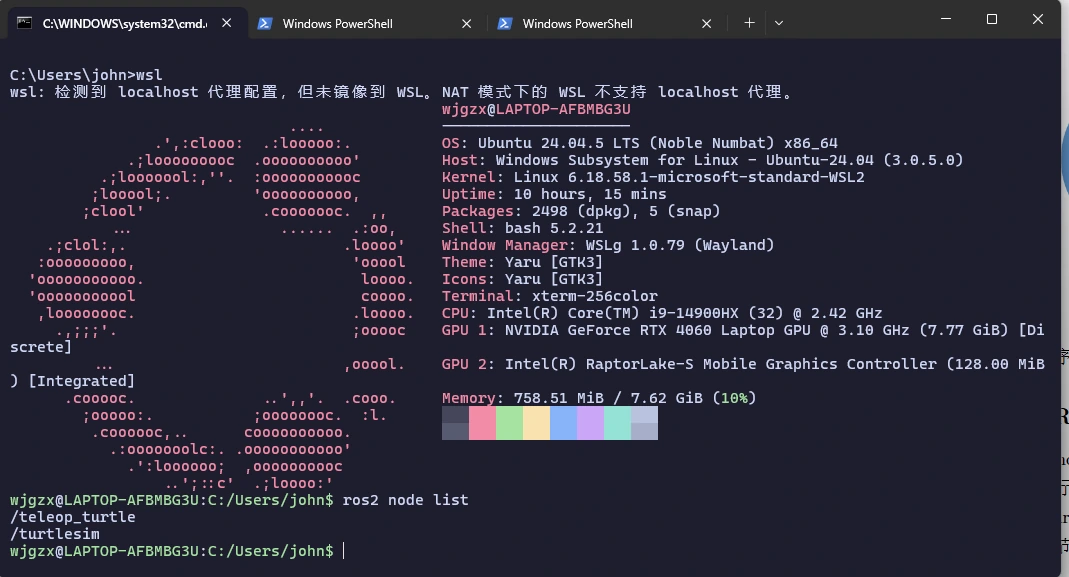 C:\WINDOWS\system32\cmd.
Windows PowerShell
Windows PowerShell
C:\Users\john>wsl
wsl: 检测到 localhost 代理配置，但未镜像到 WSL。NAT 模式下的 WSL 不支持 localhost 代理。
wjgzx@LAPTOP-AFBMBG3U
OS: Ubuntu 24.04.5 LTS (Noble Numbat) x86_64
Host: Windows Subsystem for Linux - Ubuntu-24.04 (3.0.5.0)
Kernel: Linux 6.18.58.1-microsoft-standard-WSL2
Uptime: 10 hours, 15 mins
Packages: 2498 (dpkg), 5 (snap)
Shell: bash 5.2.21
Window Manager: WSLg 1.0.79 (Wayland)
Theme: Yaru [GTK3]
Icons: Yaru [GTK3]
Terminal: xterm-256color
CPU: Intel(R) Core(TM) i9-14900HX (32) @ 2.42 GHz
GPU 1: NVIDIA GeForce RTX 4060 Laptop GPU @ 3.10 GHz (7.77 GiB) [Di
screte]
GPU 2: Intel(R) RaptorLake-S Mobile Graphics Controller (128.00 MiB
) [Integrated]
Memory: 758.51 MiB / 7.62 GiB (10%)
wjgzx@LAPTOP-AFBMBG3U:C:/Users/john$ ros2 node list
/teleop_turtle
/turtlesim
wjgzx@LAPTOP-AFBMBG3U:C:/Users/john$